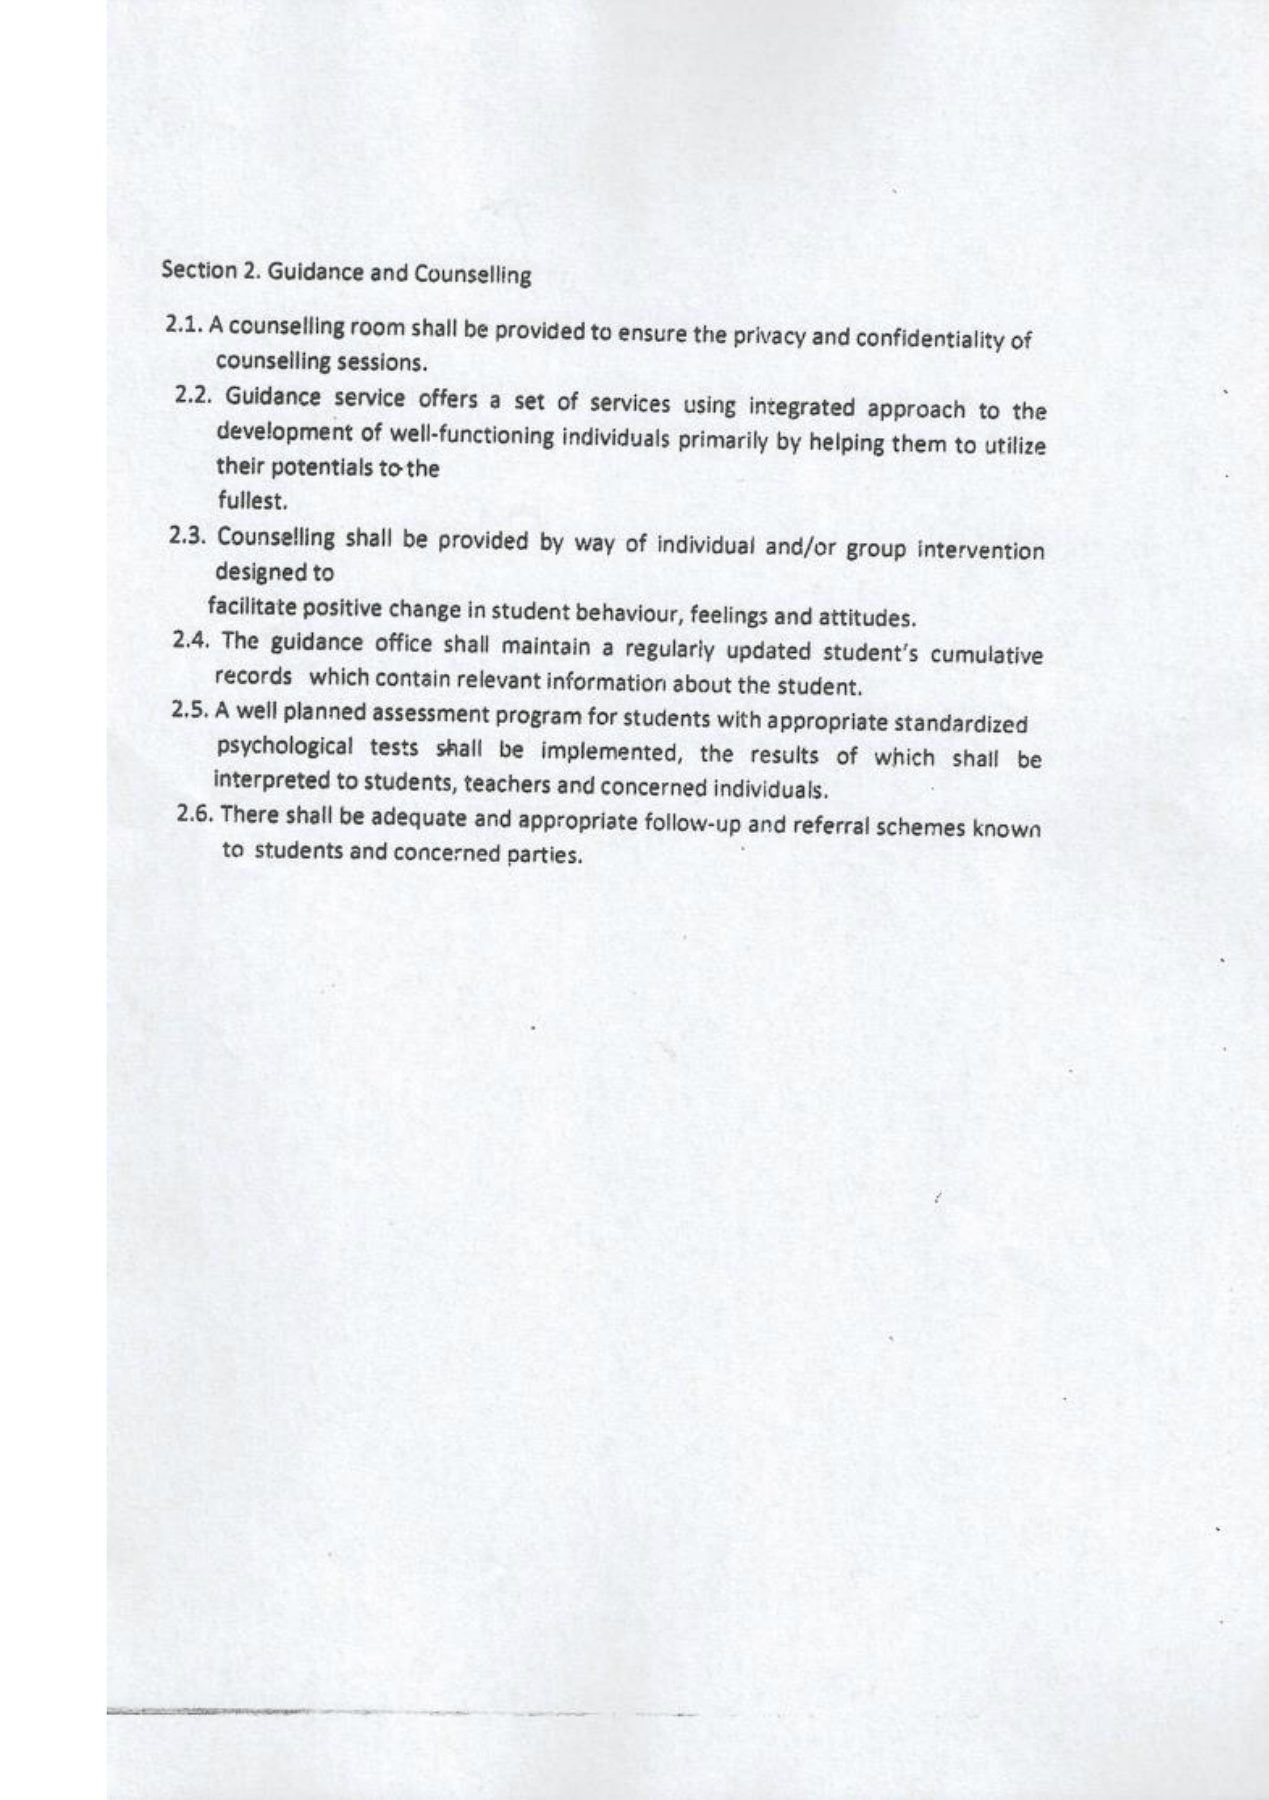 Section 2. Guidance and Counselling
2.1. A counselling room shall be provided to ensure the privacy and confidentiality of
counselling sessions.
2.2. Guidance service offers a set of services using integrated approach to the
development of well-functioning individuals primarily by helping them to utilize
their potentials to the
fullest.
2.3. Counselling shall be provided by way of individual and/or group intervention
designed to
facilitate positive change in student behaviour, feelings and attitudes.
2.4. The guidance office shall maintain a regularly updated student's cumulative
records which contain relevant information about the student.
2.5. A well planned assessment program for students with appropriate standardized
psychological tests shall be implemented, the results of which shall be
interpreted to students, teachers and concerned individuals.
2.6. There shall be adequate and appropriate follow-up and referral schemes known
to students and concerned parties.